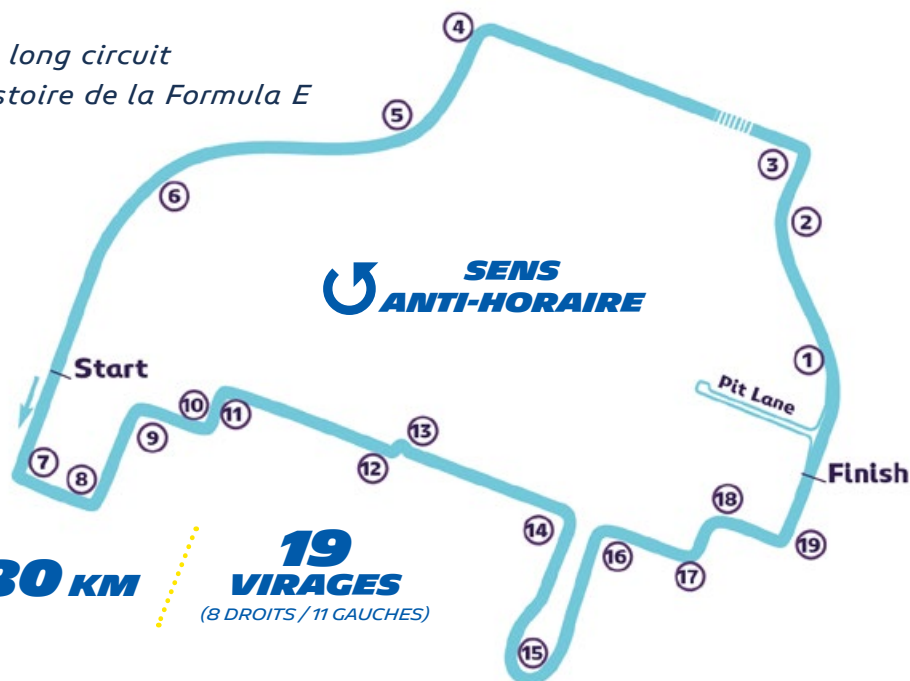 long circuit
stoire de la Formula E
4
5
3
6
2
SENS
ANTI-HORAIRE
1
Start
Pit Lane
10
11
9
13
7
8
12
Finish
18
14
16
17
19
30 KM
19
VIRAGES
(8 DROITS / 11 GAUCHES)
15